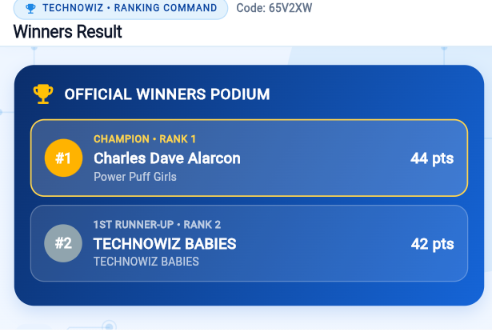 TECHNOWIZ • RANKING COMMAND Code: 65V2XW
Winners Result
OFFICIAL WINNERS PODIUM
CHAMPION • RANK 1
#1 Charles Dave Alarcon 44 pts
Power Puff Girls
1ST RUNNER-UP • RANK 2
#2 TECHNOWIZ BABIES 42 pts
TECHNOWIZ BABIES